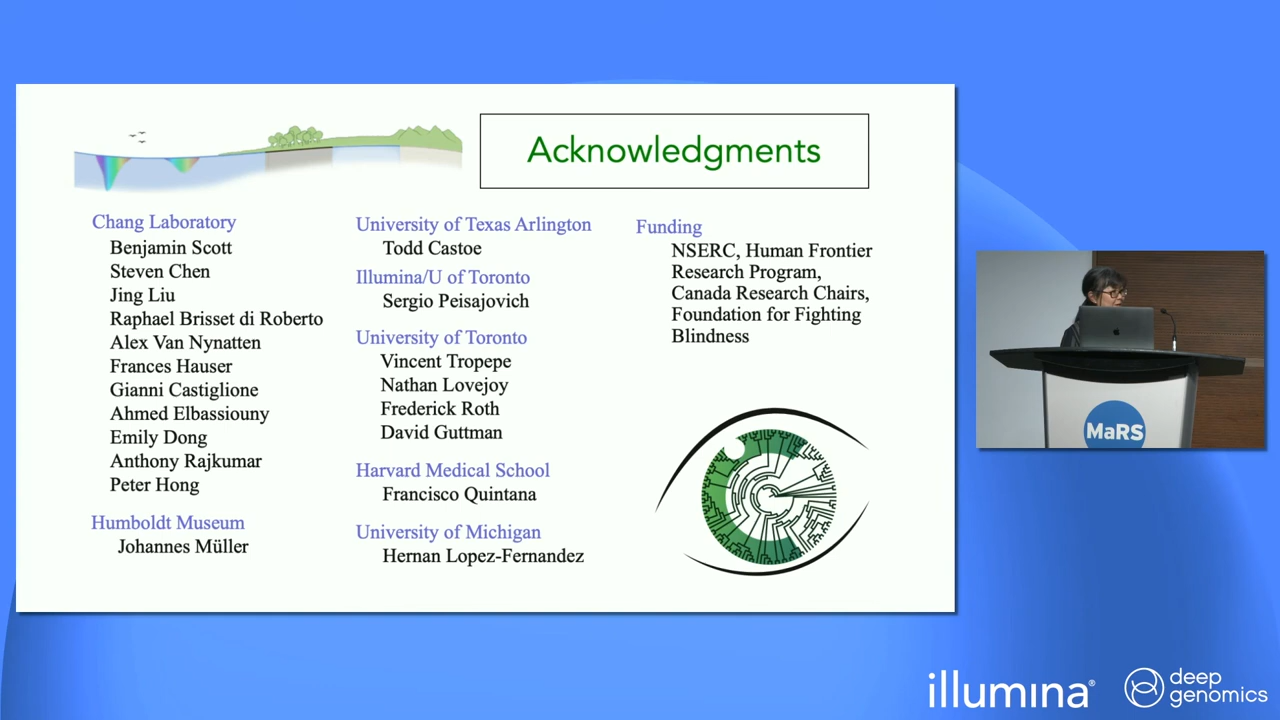 Acknowledgments
Chang Laboratory
Benjamin Scott
Steven Chen
Jing Liu
Raphael Brisset di Roberto
Alex Van Nynatten
Frances Hauser
Gianni Castiglione
Ahmed Elbassiouny
Emily Dong
Anthony Rajkumar
Peter Hong
Humboldt Museum
Johannes Müller
University of Texas Arlington
Todd Castoe
Illumina/U of Toronto
Sergio Peisajovich
University of Toronto
Vincent Tropepe
Nathan Lovejoy
Frederick Roth
David Guttman
Harvard Medical School
Francisco Quintana
University of Michigan
Hernan Lopez-Fernandez
Funding
NSERC, Human Frontier
Research Program,
Canada Research Chairs,
Foundation for Fighting
Blindness
MaRS
illumina®
deep
genomics